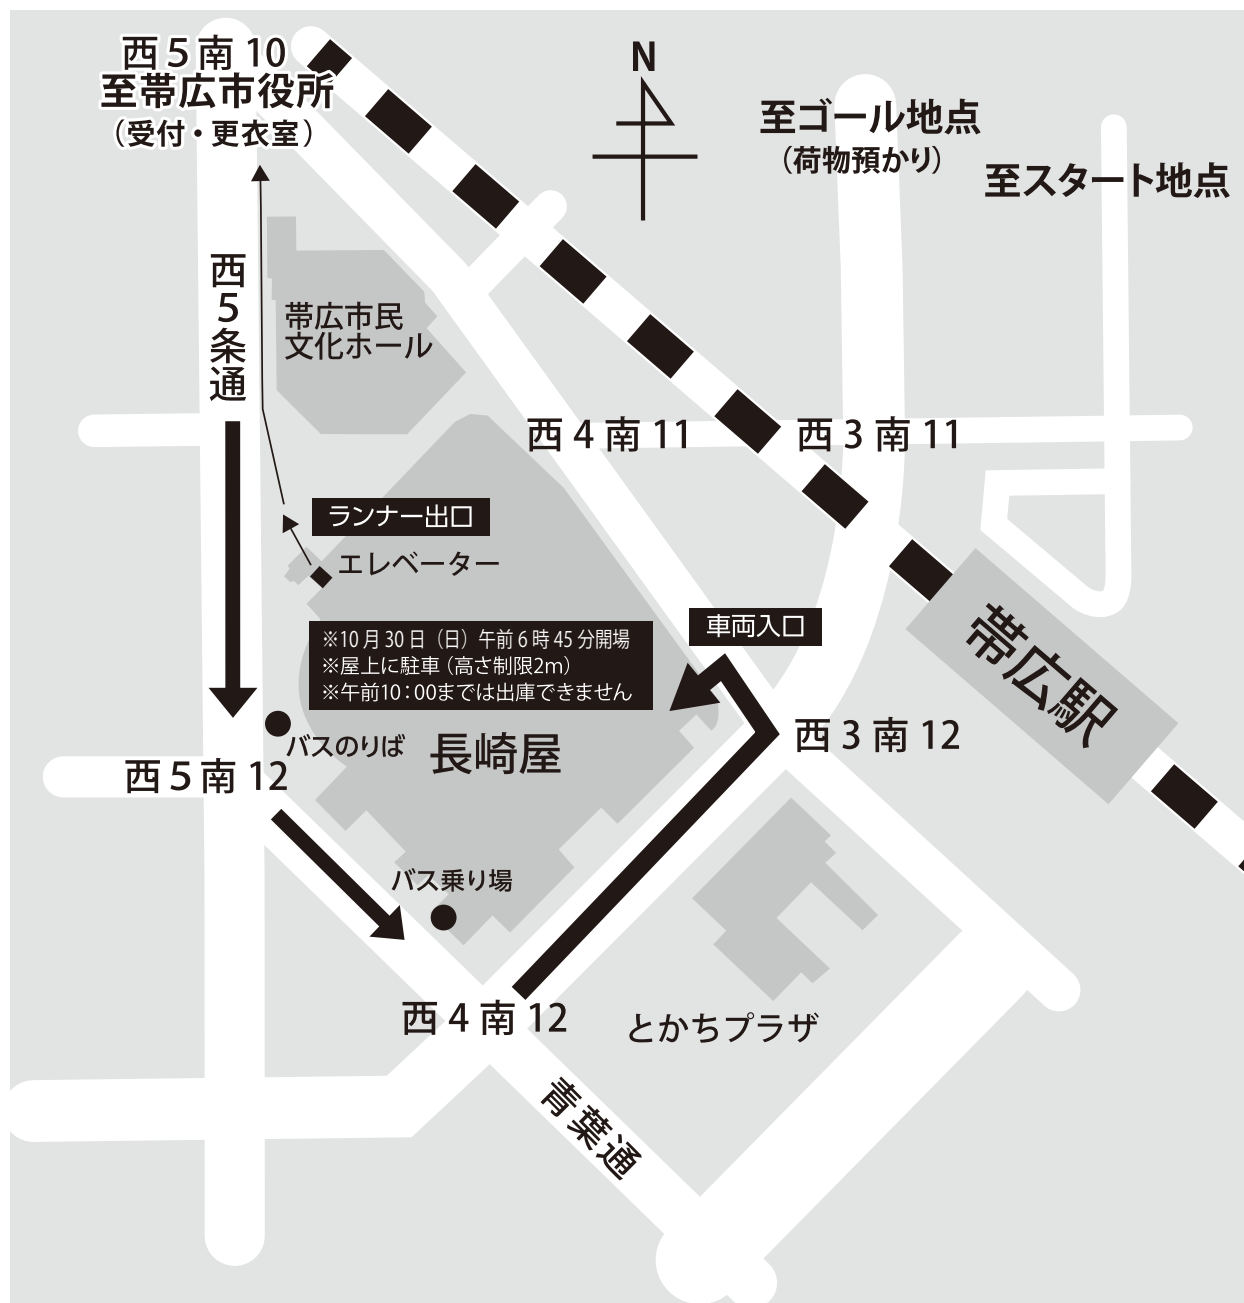 西5南10
至帯広市役所
（受付・更衣室）
N
至ゴール地点
（荷物預かり）
至スタート地点
西5条通
帯広市民
文化ホール
西4南11
西3南11
ランナー出口
エレベーター
車両入口
※10月30日（日）午前6時45分開場
※屋上に駐車（高さ制限2m）
※午前10：00までは出庫できません
帯広駅
バスのりば
長崎屋
西3南12
西5南12
バス乗り場
西4南12
とかちプラザ
青葉通